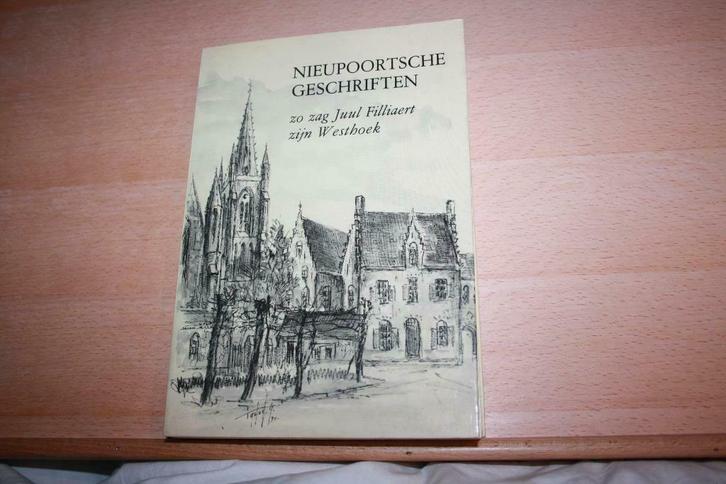 NIEUPOORTSCHE
GESCHRIFTEN
zo zag Juul Filliaert
zijn Westhoek